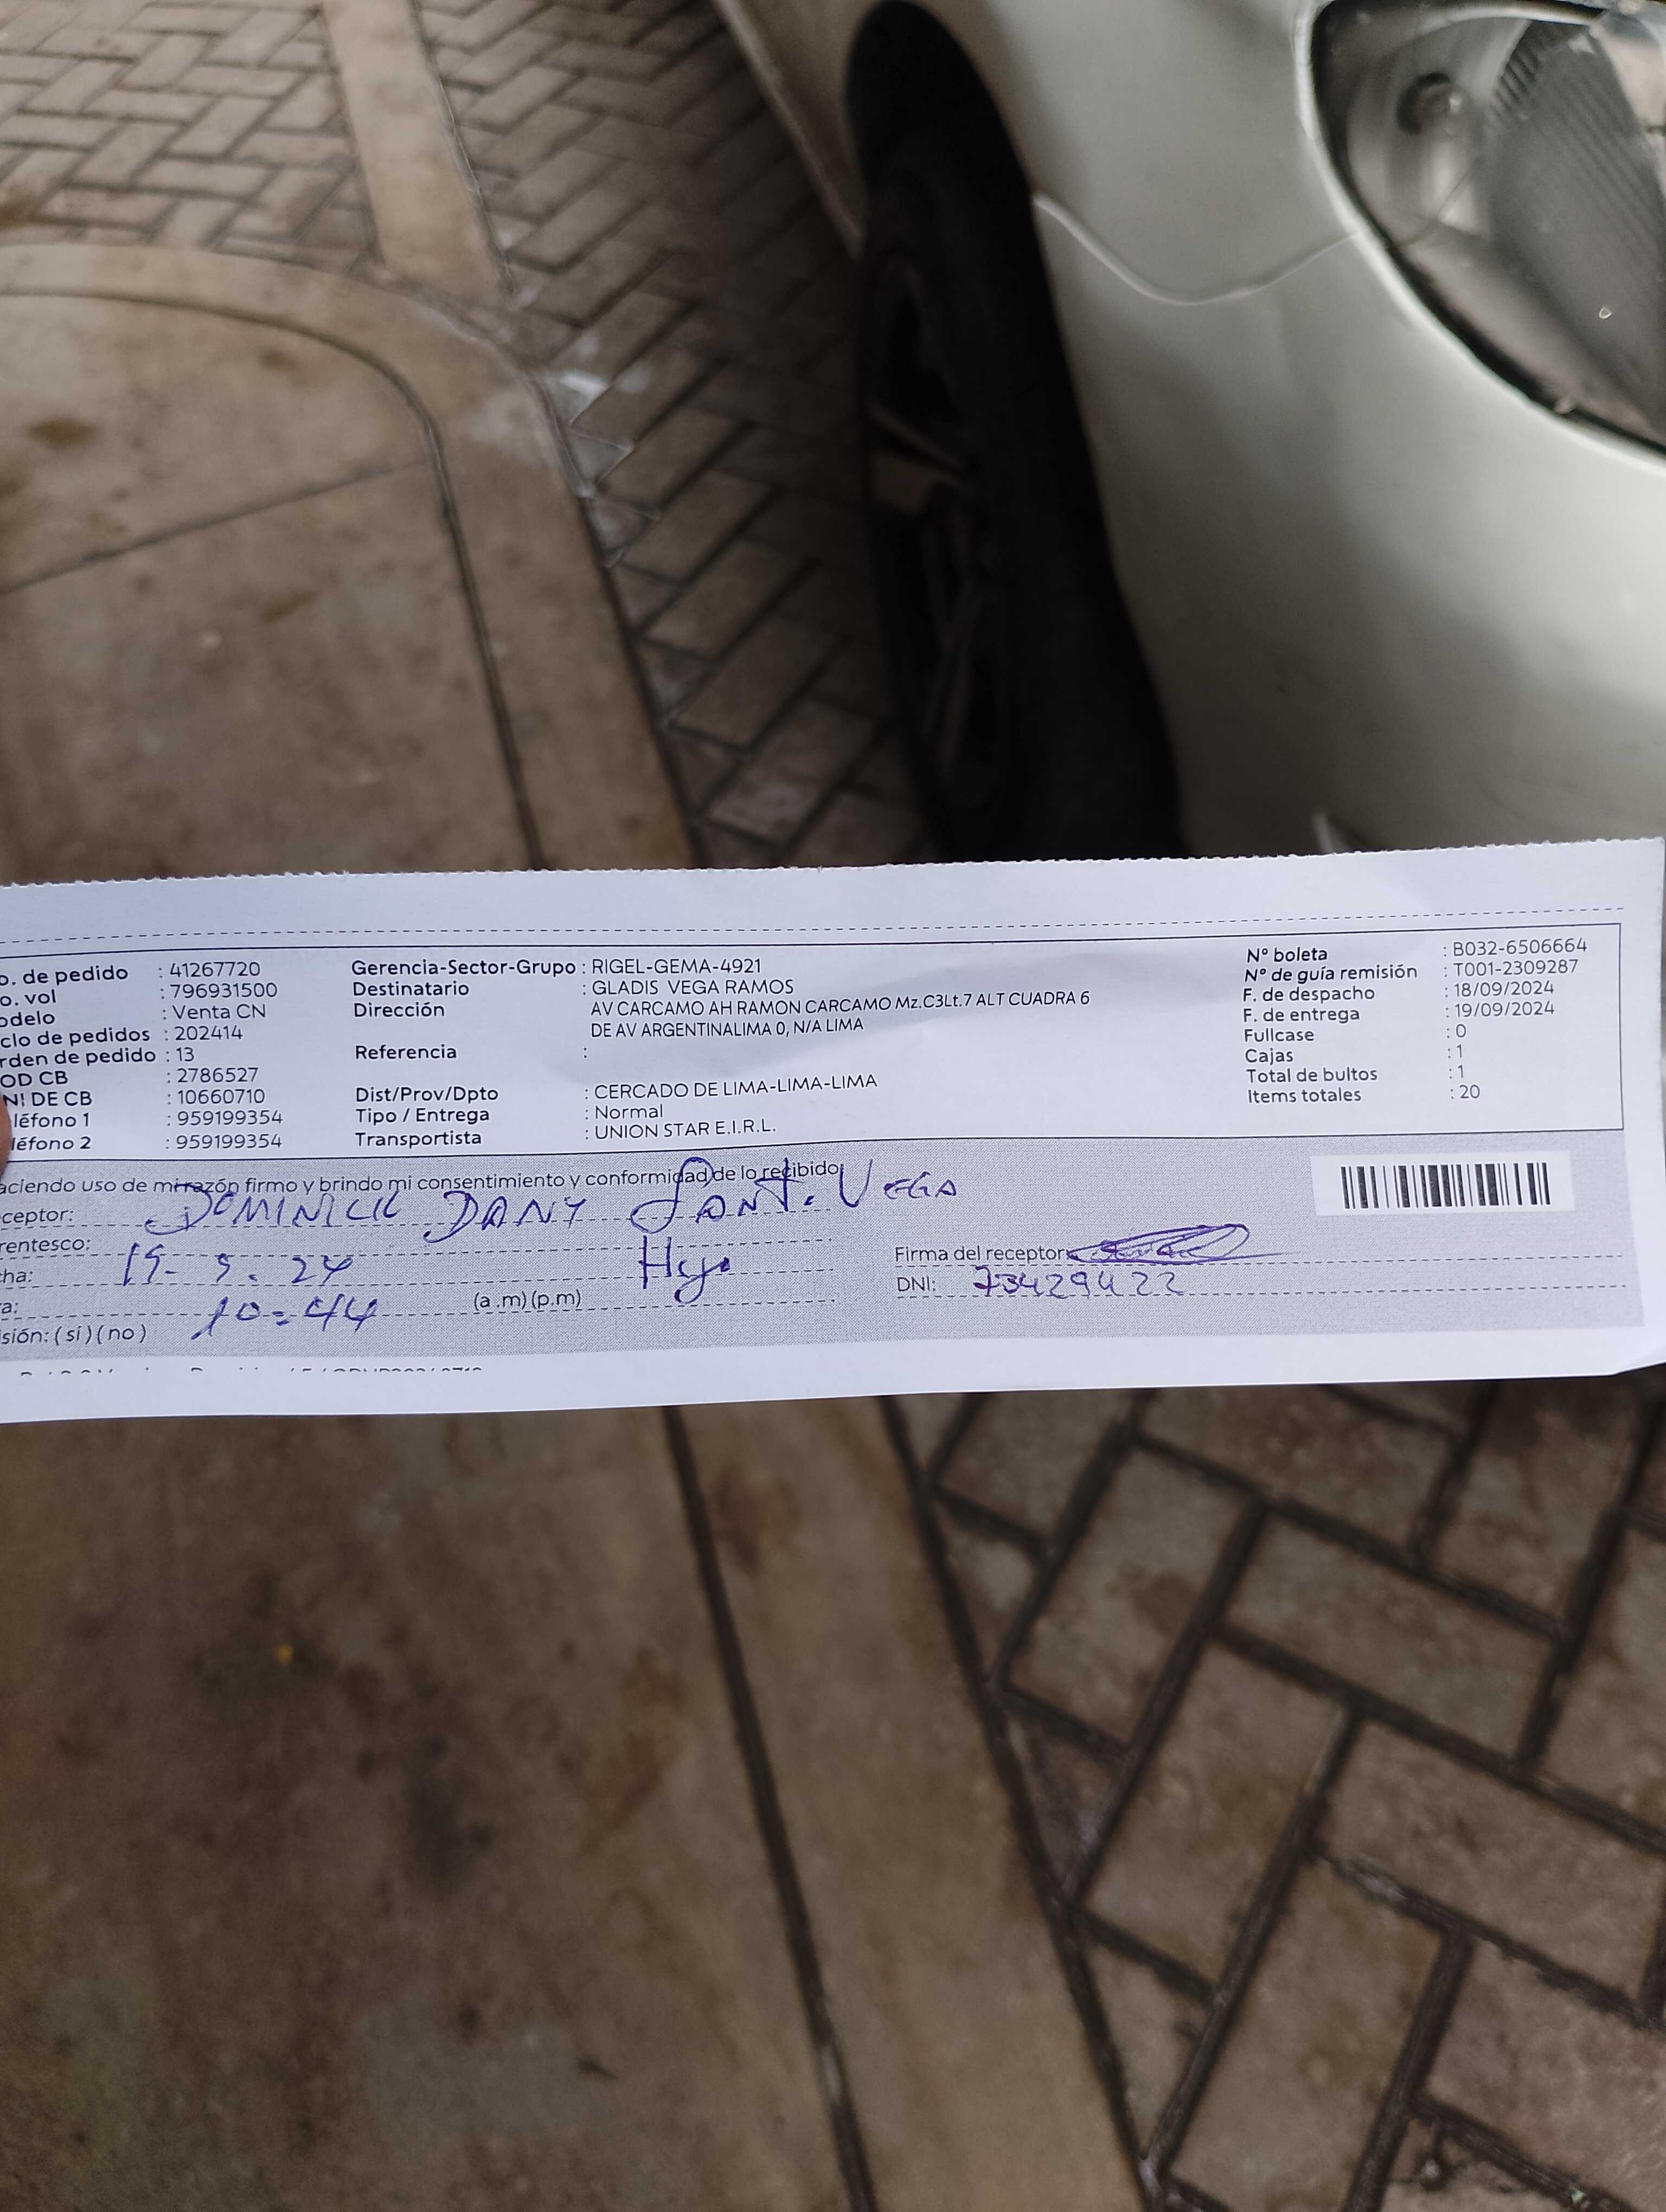 o. de pedido : 41267720
o. vol : 796931500
odelo : Venta CN
clo de pedidos : 202414
rden de pedido : 13
OD CB : 2786527
NI DE CB : 10660710
léfono 1 : 959199354
léfono 2 : 959199354
Gerencia-Sector-Grupo : RIGEL-GEMA-4921
Destinatario : GLADIS VEGA RAMOS
Dirección AV CARCAMO AH RAMON CARCAMO Mz.C3Lt.7 ALT CUADRA 6
DE AV ARGENTINALIMA 0, N/A LIMA
Referencia :
Dist/Prov/Dpto : CERCADO DE LIMA-LIMA-LIMA
Tipo / Entrega : Normal
Transportista : UNION STAR E.I.R.L.
Nº boleta : B032-6506664
Nº de guía remisión : T001-2309287
F. de despacho : 18/09/2024
F. de entrega : 19/09/2024
Fullcase : 0
Cajas : 1
Total de bultos : 1
Items totales : 20
aciendo uso de mi razón firmo y brindo mi consentimiento y conformidad de lo recibido
ceptor: DOMINICK DANY SANT. VEGA
rentesco: Hijo
cha: 19- 9. 24
a: 10=44 (a .m) (p.m)
sión: ( si ) ( no )
Firma del receptor:
DNI: 73429422